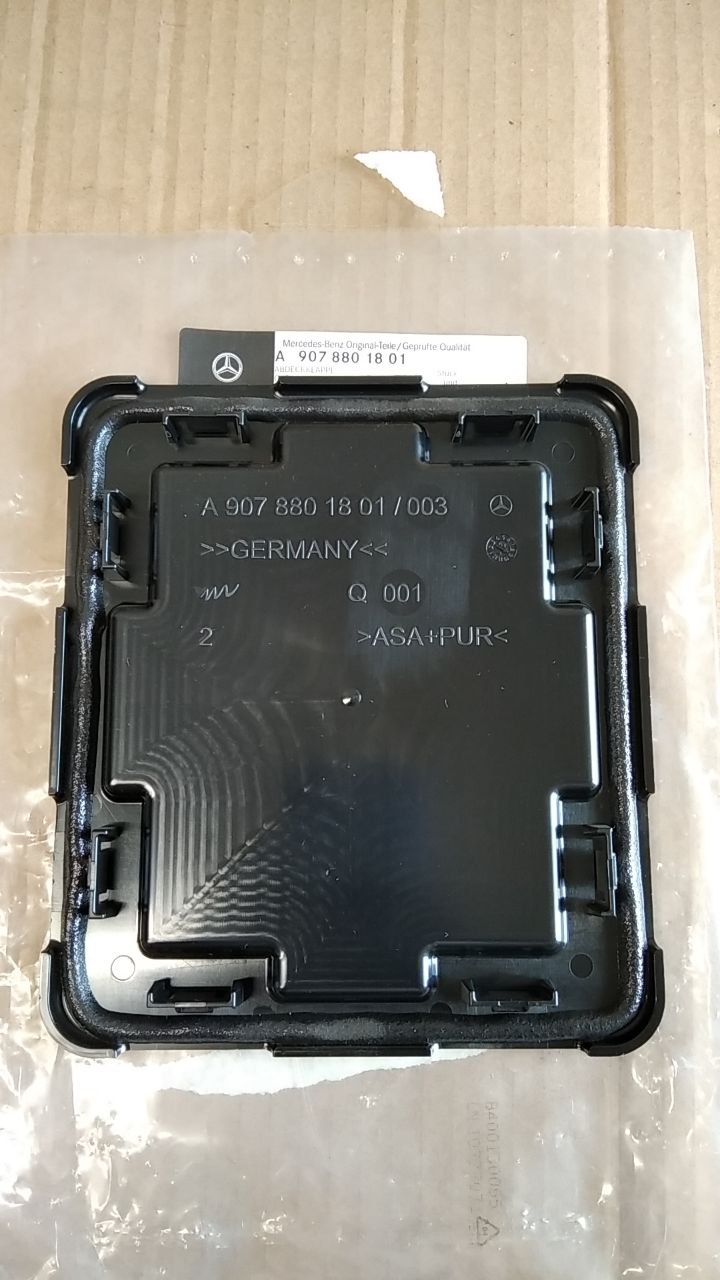 Mercedes-Benz Original-Teile/Geprüfte Qualität
A 907 880 18 01
ABDECKKLAPPE
A 907 880 18 01 / 003
>>GERMANY<<
Q 001
2 >ASA+PUR<